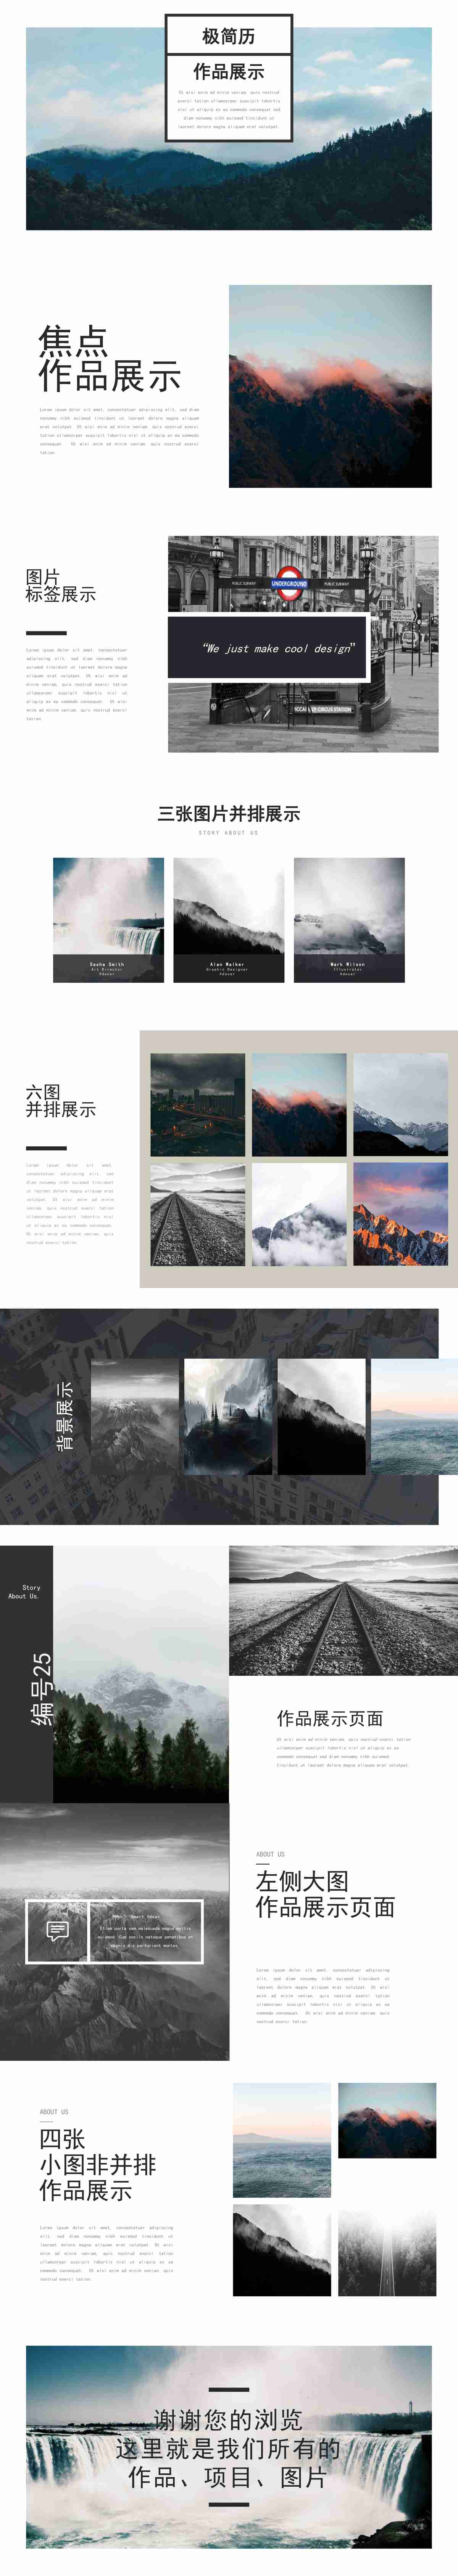 极简历
作品展示
Ut wisi enim ad minim veniam, quis nostrud
exerci tation ullamcorper suscipit lobortis
nisl ut aliquip ex ea commodo consequat sed
diam nonummy nibh euismod tincidunt ut
laoreet dolore magna aliquam erat volutpat.
焦点
作品展示
Lorem ipsum dolor sit amet, consectetuer adipiscing elit, sed diam
nonummy nibh euismod tincidunt ut laoreet dolore magna aliquam
erat volutpat. Ut wisi enim ad minim veniam, quis nostrud exerci
tation ullamcorper suscipit lobortis nisl ut aliquip ex ea commodo
consequat. Ut wisi enim ad minim veniam, quis nostrud exerci
tation
图片
标签展示
Lorem ipsum dolor sit amet, consectetuer
adipiscing elit, sed diam nonummy nibh
euismod tincidunt ut laoreet dolore magna
aliquam erat volutpat. Ut wisi enim ad
minim veniam, quis nostrud exerci tation
ullamcorper suscipit lobortis nisl ut
aliquip ex ea commodo consequat. Ut wisi
enim ad minim veniam, quis nostrud exerci
tation
PUBLIC SUBWAY
UNDERGROUND
PUBLIC SUBWAY
“We just make cool design”
CIRCUS STATION
三张图片并排展示
STORY ABOUT US
Sasha Smith
Art Director
Alan Walker
Graphic Designer
Mark Wilson
Illustrator
六图
并排展示
Lorem ipsum dolor sit amet,
consectetuer adipiscing elit, sed
diam nonummy nibh euismod tincidunt
ut laoreet dolore magna aliquam erat
volutpat. Ut wisi enim ad minim
veniam, quis nostrud exerci tation
ullamcorper suscipit lobortis nisl
ut aliquip ex ea commodo consequat.
Ut wisi enim ad minim veniam, quis
nostrud exerci tation.
背景展示
Story
About Us.
编号25
作品展示页面
Ut wisi enim ad minim veniam, quis nostrud exerci tation
ullamcorper suscipit lobortis nisl ut aliquip ex ea
commodo consequat sed diam nonummy nibh euismod
tincidunt ut laoreet dolore magna aliquam erat volutpat.
Smart Ideas
Etiam porta sem malesuada magna mollis
euismod. Cum sociis natoque penatibus et
magnis dis parturient montes
ABOUT US
左侧大图
作品展示页面
Lorem ipsum dolor sit amet, consectetuer adipiscing
elit, sed diam nonummy nibh euismod tincidunt ut
laoreet dolore magna aliquam erat volutpat. Ut wisi
enim ad minim veniam, quis nostrud exerci tation
ullamcorper suscipit lobortis nisl ut aliquip ex ea
commodo consequat. Ut wisi enim ad minim veniam, quis
nostrud exerci tation
ABOUT US
四张
小图非并排
作品展示
Lorem ipsum dolor sit amet, consectetuer adipiscing
elit, sed diam nonummy nibh euismod tincidunt ut
laoreet dolore magna aliquam erat volutpat. Ut wisi
enim ad minim veniam, quis nostrud exerci tation
ullamcorper suscipit lobortis nisl ut aliquip ex ea
commodo consequat. Ut wisi enim ad minim veniam, quis
nostrud exerci tation.
谢谢您的浏览
这里就是我们所有的
作品、项目、图片